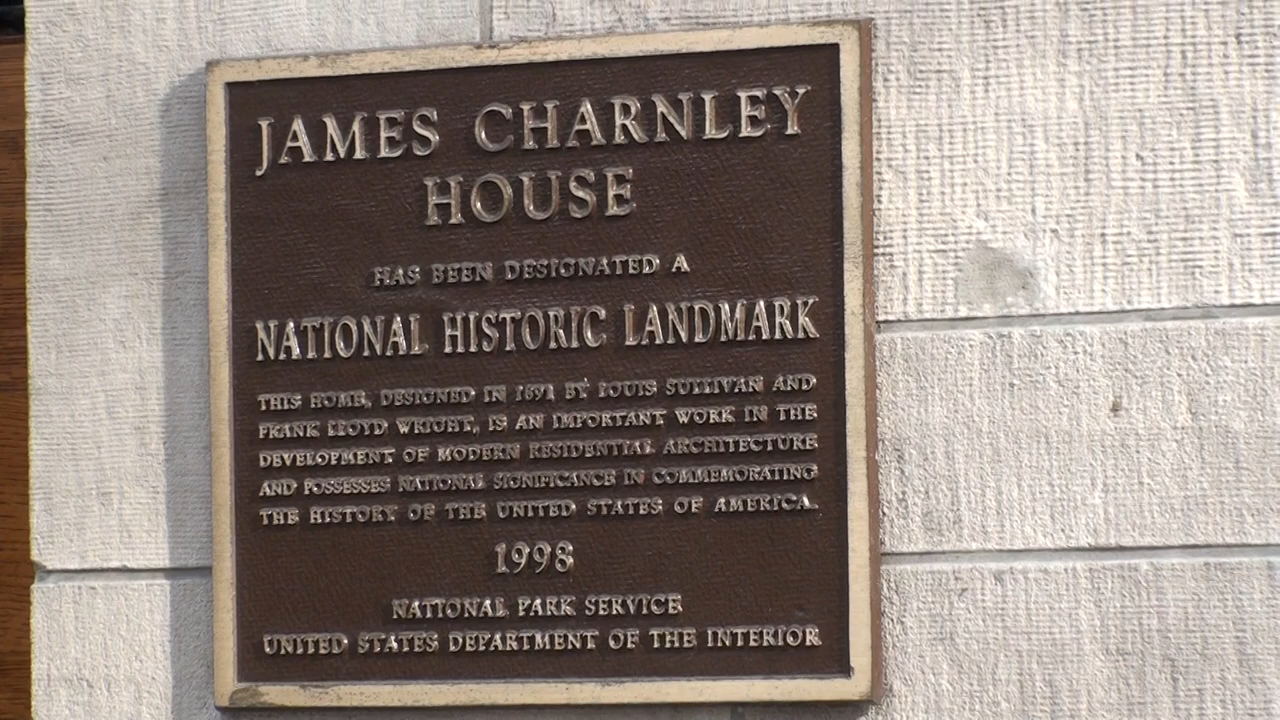 JAMES CHARNLEY
HOUSE
HAS BEEN DESIGNATED A
NATIONAL HISTORIC LANDMARK
THIS HOME, DESIGNED IN 1891 BY LOUIS SULLIVAN AND
FRANK LLOYD WRIGHT, IS AN IMPORTANT WORK IN THE
DEVELOPMENT OF MODERN RESIDENTIAL ARCHITECTURE
AND POSSESSES NATIONAL SIGNIFICANCE IN COMMEMORATING
THE HISTORY OF THE UNITED STATES OF AMERICA.
1998
NATIONAL PARK SERVICE
UNITED STATES DEPARTMENT OF THE INTERIOR